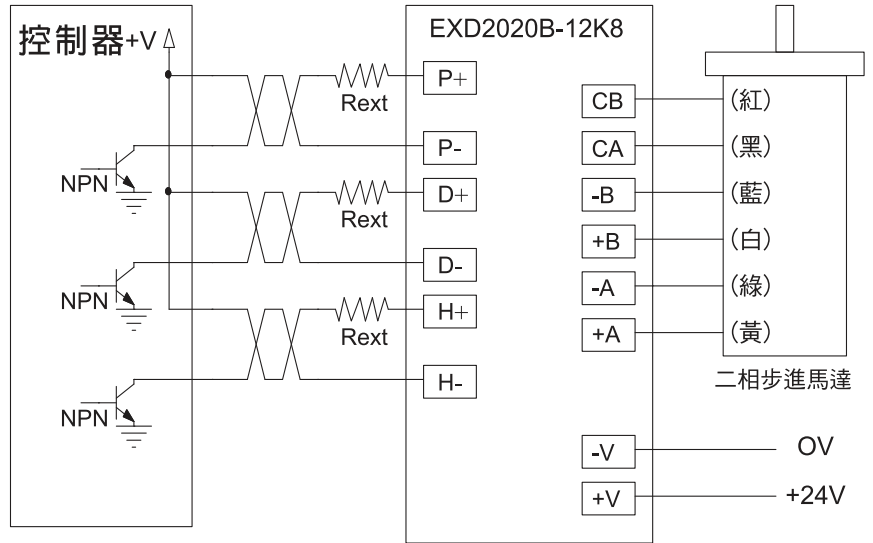 控制器+V
EXD2020B-12K8
Rext
P+
P-
NPN
Rext
D+
D-
NPN
Rext
H+
H-
NPN
CB
(紅)
CA
(黑)
-B
(藍)
+B
(白)
-A
(綠)
+A
(黃)
二相步進馬達
-V
OV
+V
+24V